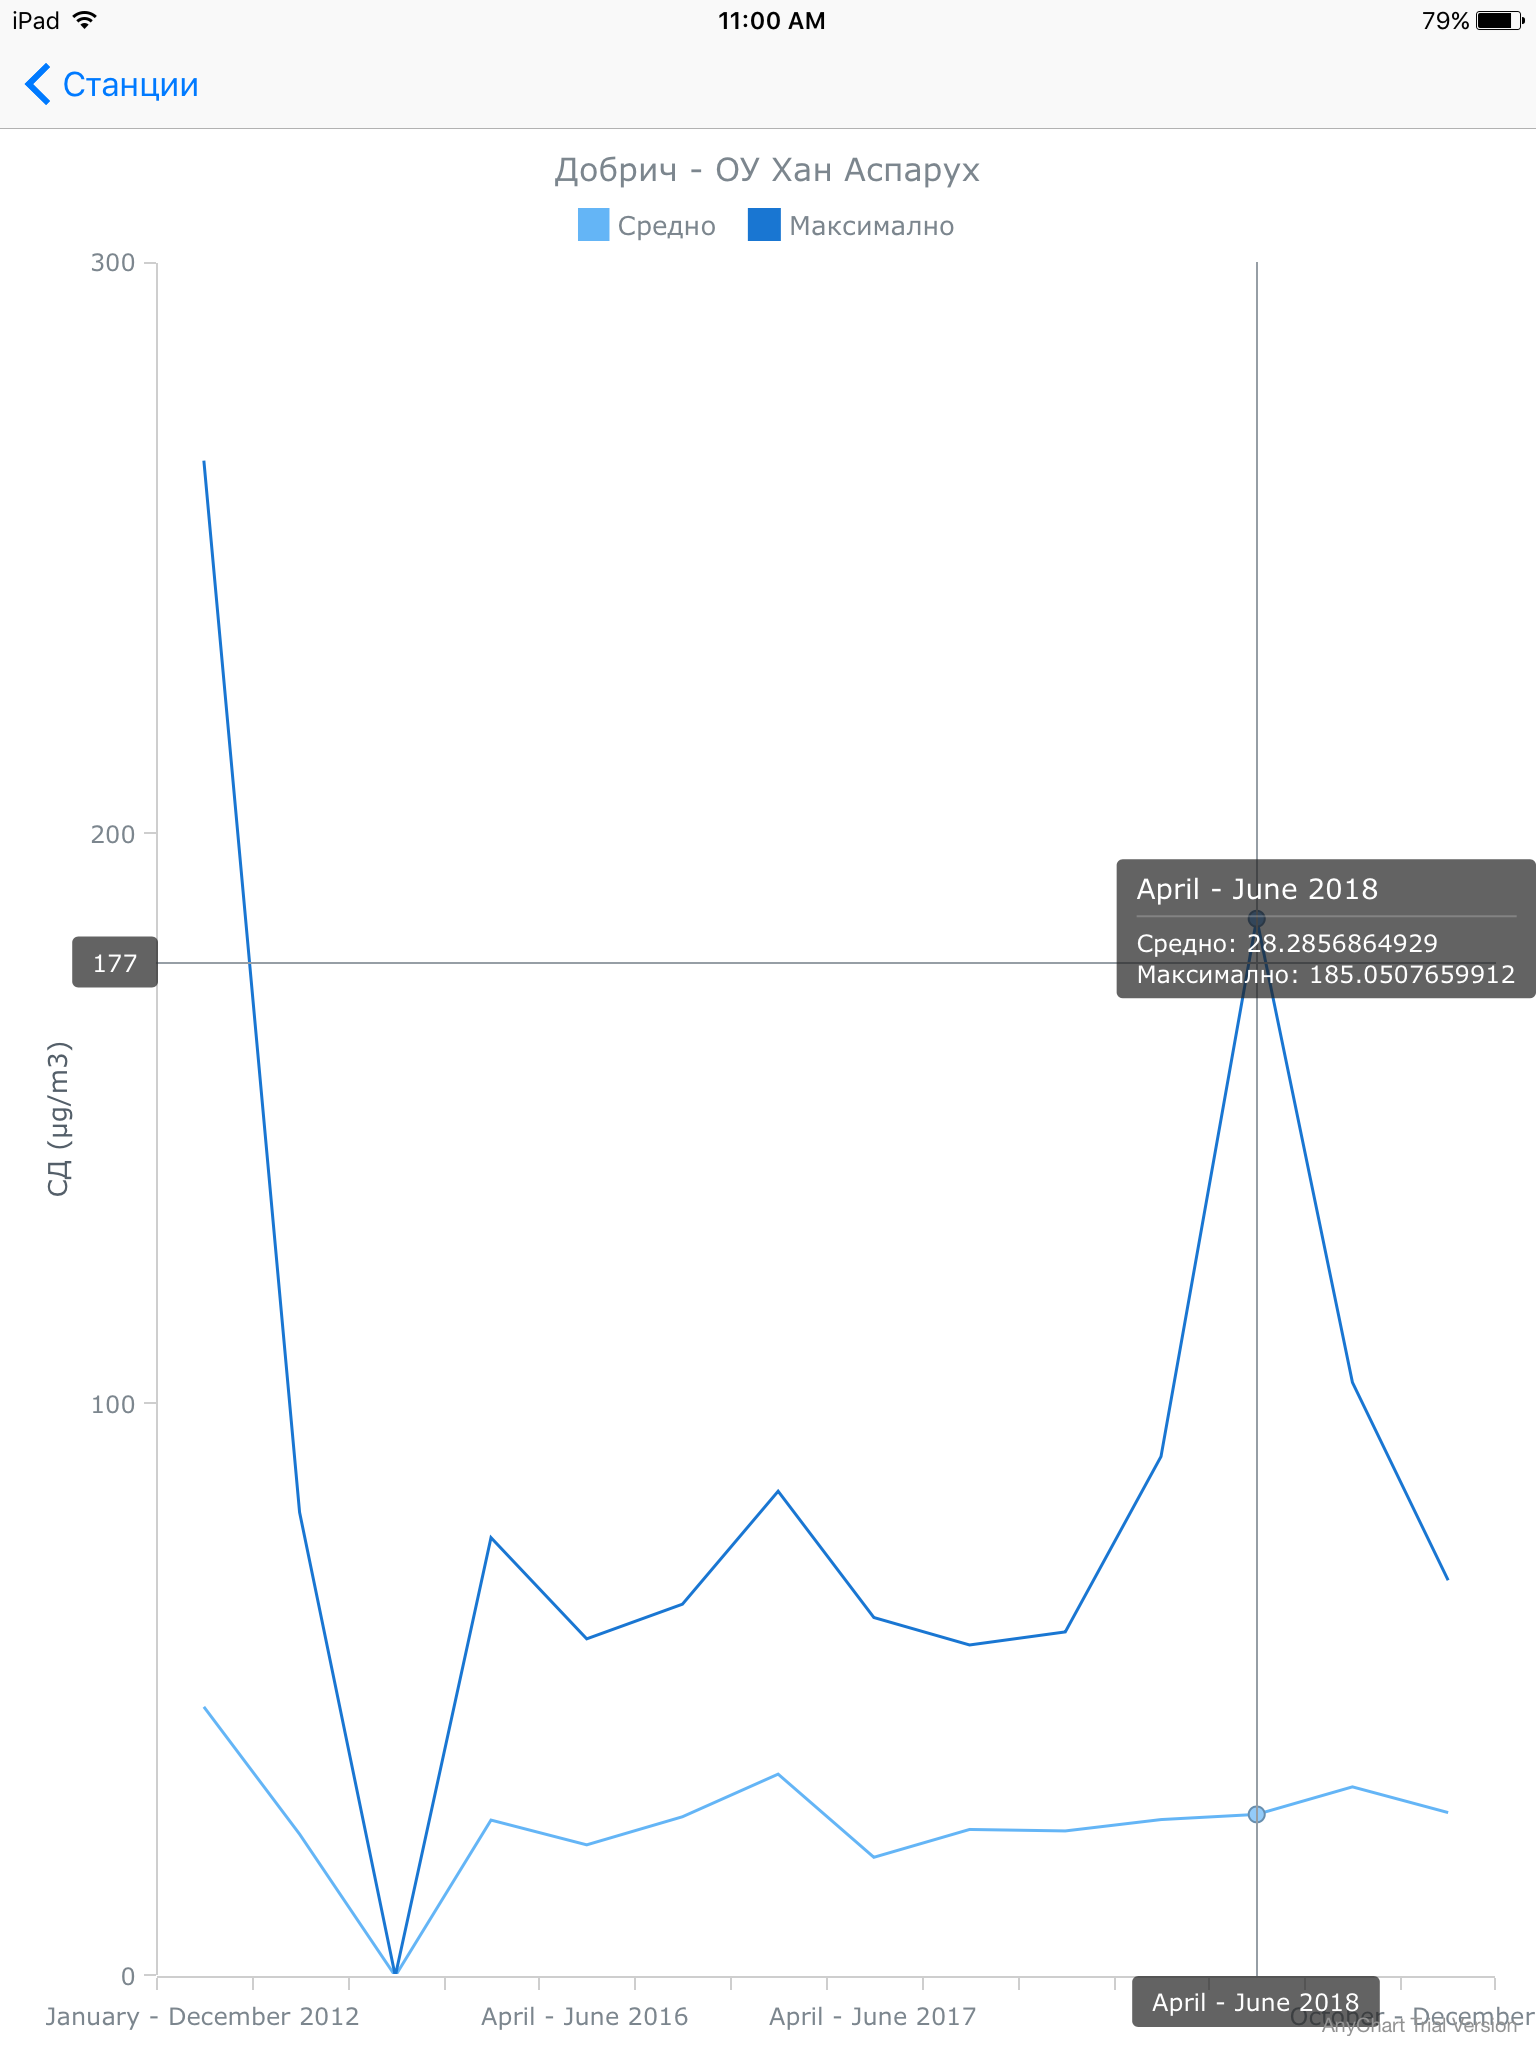 iPad 11:00 AM 79%
Станции
Добрич - ОУ Хан Аспарух
Средно Максимално
300
200
April - June 2018
Средно: 28.2856864929
177
Максимално: 185.0507659912
СД (µg/m3)
100
0
January - December 2012 April - June 2016 April - June 2017 April - June 2018 October - December
AnyChart Trial Version